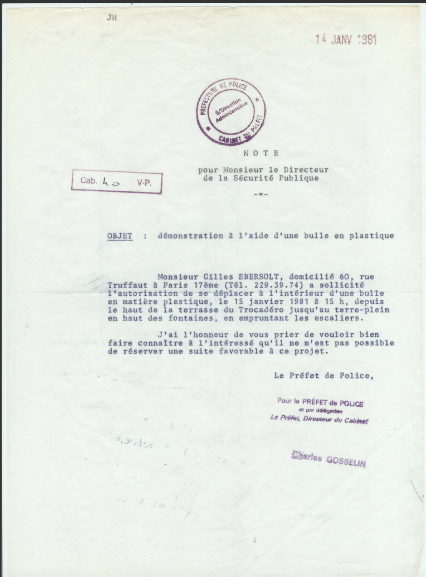 JH
14 JANV 1981
PREFECTURE DE POLICE
S/Direction
Administrative
CABINET DU PREFET
NOTE
pour Monsieur le Directeur
de la Sécurité Publique
-=-
Cab. 40 V-P.
OBJET : démonstration à l'aide d'une bulle en plastique
Monsieur Gilles EBERSOLT, domicilié 60, rue
Truffaut à Paris 17ème (Tél. 229.39.74) a sollicité
l'autorisation de se déplacer à l'intérieur d'une bulle
en matière plastique, le 15 janvier 1981 à 15 h, depuis
le haut de la terrasse du Trocadéro jusqu'au terre-plein
en haut des fontaines, en empruntant les escaliers.
J'ai l'honneur de vous prier de vouloir bien
faire connaître à l'intéressé qu'il ne m'est pas possible
de réserver une suite favorable à ce projet.
Le Préfet de Police,
Pour le PRÉFET de POLICE
et par délégation
Le Préfet, Directeur du Cabinet
Charles GOSSELIN